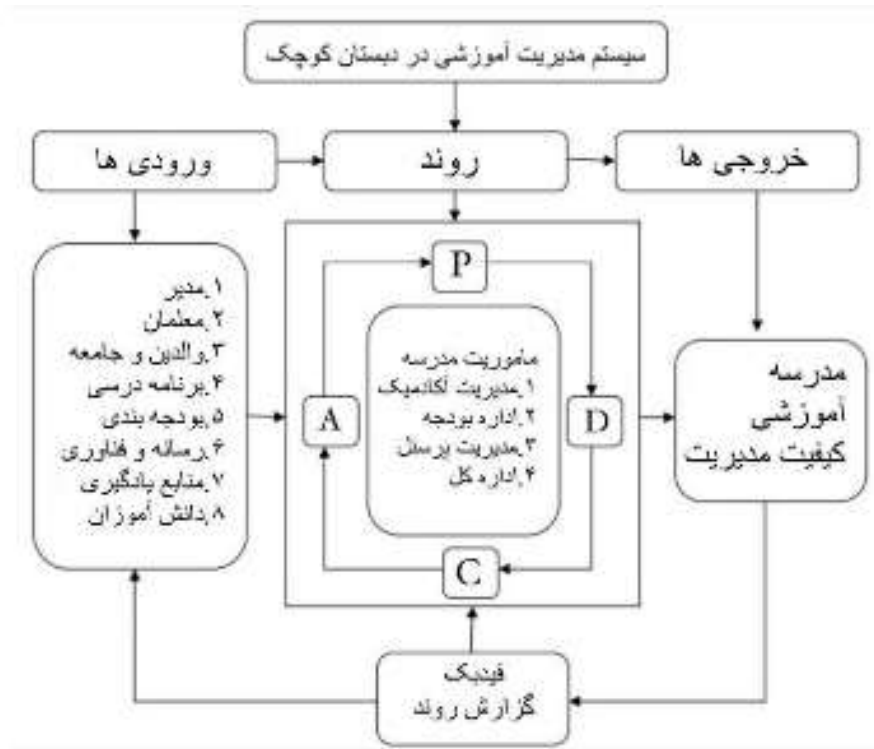 سیستم مدیریت آموزشی در دبستان کوچک
ورودی ها
روند
خروجی ها
۱.مدیر
۲.معلمان
۳.والدین و جامعه
۴.برنامه درسی
۵.بودجه بندی
۶.رسانه و فناوری
۷.منابع یادگیری
۸.دانش آموزان
P
ماموریت مدرسه
۱.مدیریت آکادمیک
۲.اداره بودجه
۳.مدیریت پرسنل
۴.اداره کل
A
D
C
مدرسه
آموزشی
کیفیت مدیریت
فیدبک
گزارش روند